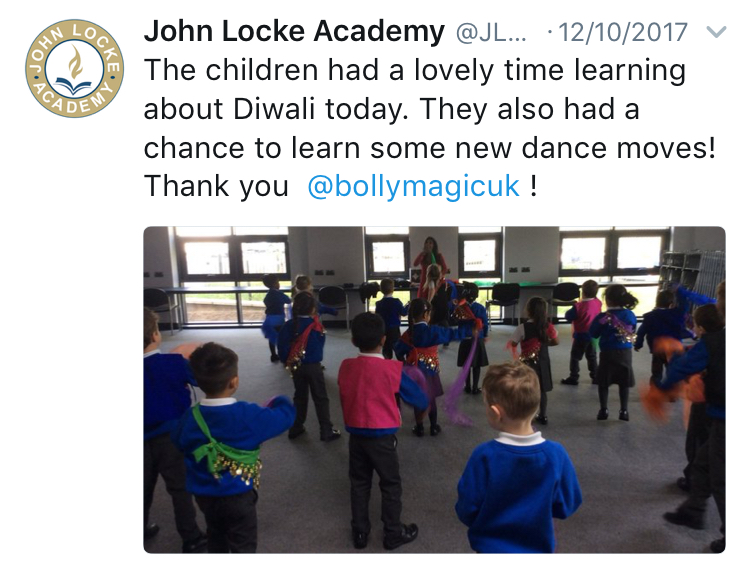 JOHN LOCKE
ACADEMY
John Locke Academy @JL... · 12/10/2017
The children had a lovely time learning
about Diwali today. They also had a
chance to learn some new dance moves!
Thank you @bollymagicuk !